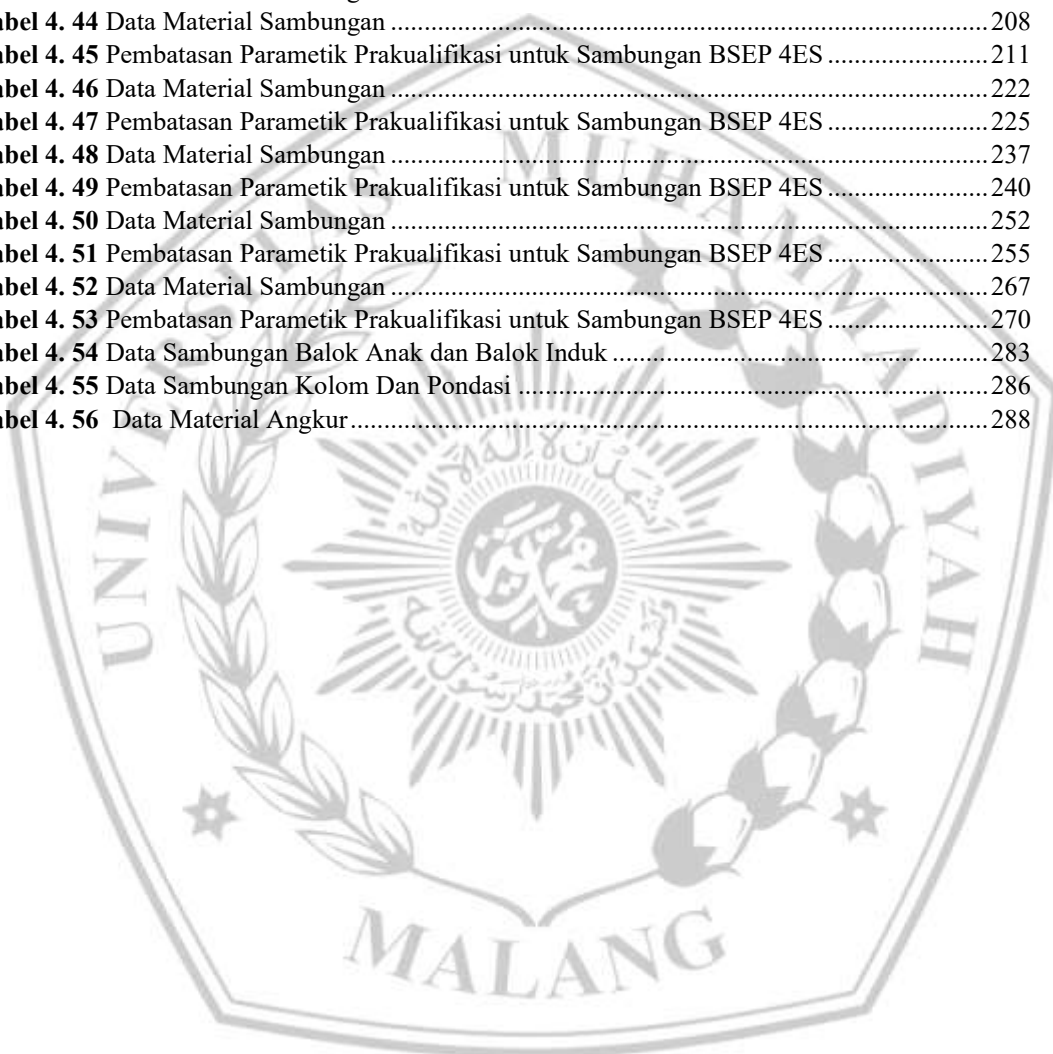 abel 4. 44 Data Material Sambungan ........ 208
abel 4. 45 Pembatasan Parametik Prakualifikasi untuk Sambungan BSEP 4ES ........ 211
abel 4. 46 Data Material Sambungan ........ 222
abel 4. 47 Pembatasan Parametik Prakualifikasi untuk Sambungan BSEP 4ES ........ 225
abel 4. 48 Data Material Sambungan ........ 237
abel 4. 49 Pembatasan Parametik Prakualifikasi untuk Sambungan BSEP 4ES ........ 240
abel 4. 50 Data Material Sambungan ........ 252
abel 4. 51 Pembatasan Parametik Prakualifikasi untuk Sambungan BSEP 4ES ........ 255
abel 4. 52 Data Material Sambungan ........ 267
abel 4. 53 Pembatasan Parametik Prakualifikasi untuk Sambungan BSEP 4ES ........ 270
abel 4. 54 Data Sambungan Balok Anak dan Balok Induk ........ 283
abel 4. 55 Data Sambungan Kolom Dan Pondasi ........ 286
abel 4. 56 Data Material Angkur ........ 288
UNIVERSITAS MUHAMMADIYAH
MALANG